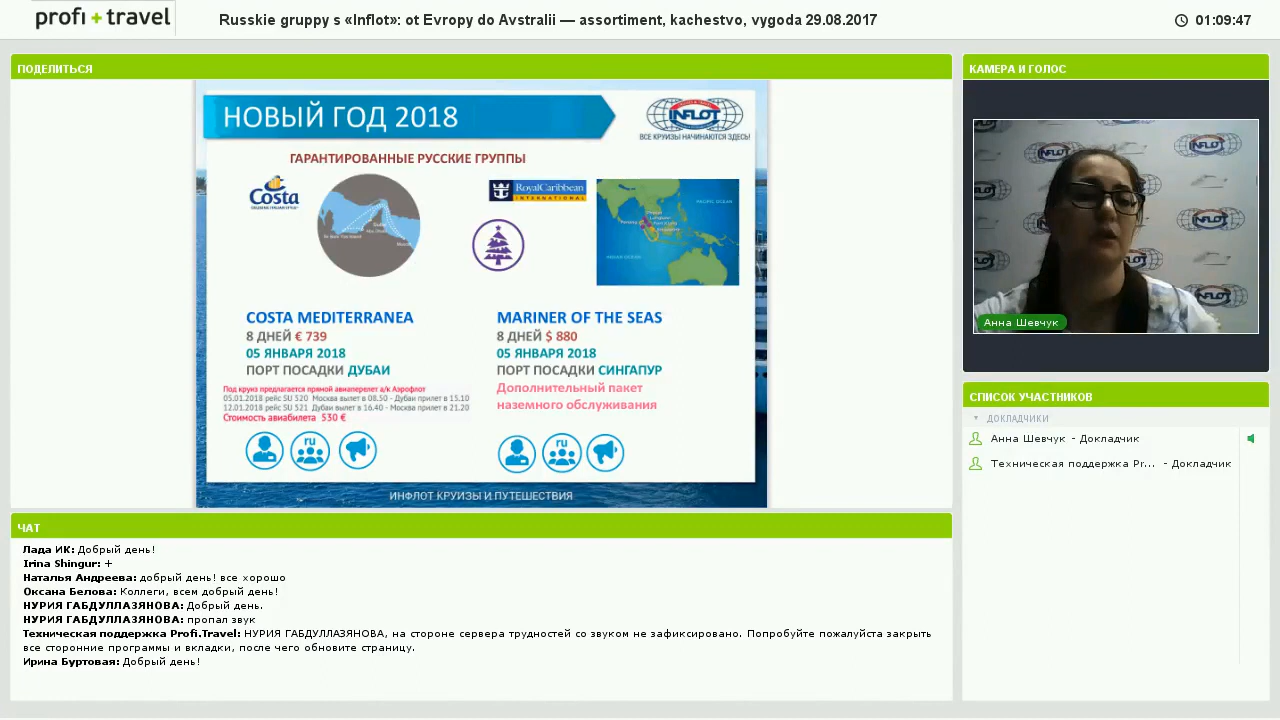 profi + travel
Russkie gruppy s «Inflot»: ot Evropy do Avstralii — assortiment, kachestvo, vygoda 29.08.2017
01:09:47
ПОДЕЛИТЬСЯ
НОВЫЙ ГОД 2018
INFLOT
ВСЕ КРУИЗЫ НАЧИНАЮТСЯ ЗДЕСЬ!
ГАРАНТИРОВАННЫЕ РУССКИЕ ГРУППЫ
Costa
RoyalCaribbean
INTERNATIONAL
PACIFIC OCEAN
COSTA MEDITERRANEA
8 ДНЕЙ € 739
05 ЯНВАРЯ 2018
ПОРТ ПОСАДКИ ДУБАИ
Под круиз предлагается прямой авиаперелет а/к Аэрофлот
05.01.2018 рейс SU 520 Москва вылет в 08.50 - Дубаи прилет в 15.10
12.01.2018 рейс SU 521 Дубаи вылет в 16.40 - Москва прилет в 21.20
Стоимость авиабилета 530 €
MARINER OF THE SEAS
8 ДНЕЙ $ 880
05 ЯНВАРЯ 2018
ПОРТ ПОСАДКИ СИНГАПУР
Дополнительный пакет
наземного обслуживания
ru
ru
ИНФЛОТ КРУИЗЫ И ПУТЕШЕСТВИЯ
КАМЕРА И ГОЛОС
INFLOT
Анна Шевчук
СПИСОК УЧАСТНИКОВ
ДОКЛАДЧИКИ
Анна Шевчук - Докладчик
Техническая поддержка Pr... - Докладчик
ЧАТ
Лада ИК: Добрый день!
Irina Shingur: +
Наталья Андреева: добрый день! все хорошо
Оксана Белова: Коллеги, всем добрый день!
НУРИЯ ГАБДУЛЛАЗЯНОВА: Добрый день.
НУРИЯ ГАБДУЛЛАЗЯНОВА: пропал звук
Техническая поддержка Profi.Travel: НУРИЯ ГАБДУЛЛАЗЯНОВА, на стороне сервера трудностей со звуком не зафиксировано. Попробуйте пожалуйста закрыть
все сторонние программы и вкладки, после чего обновите страницу.
Ирина Буртовая: Добрый день!